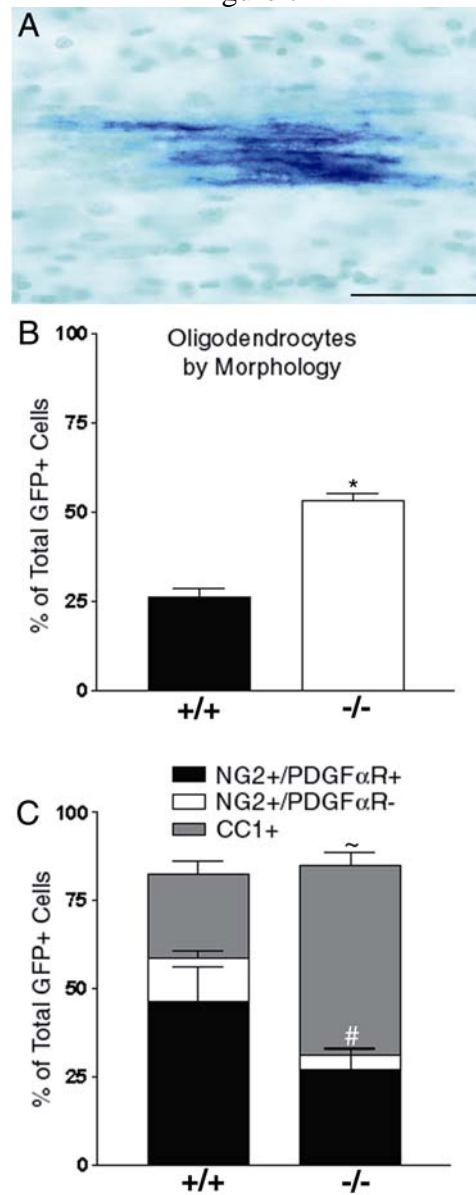 A
B
Oligodendrocytes
by Morphology
% of Total GFP+ Cells
100
75
50
25
0
*
+/+
-/-
C
NG2+/PDGFαR+
NG2+/PDGFαR-
CC1+
% of Total GFP+ Cells
100
75
50
25
0
~
#
+/+
-/-